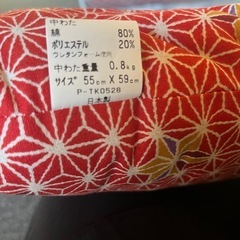 中わた
綿 80%
ポリエステル 20%
ウレタンフォーム使用
中わた重量 0.8kg
サイズ 55cm×59cm
P-TK0528
日本製